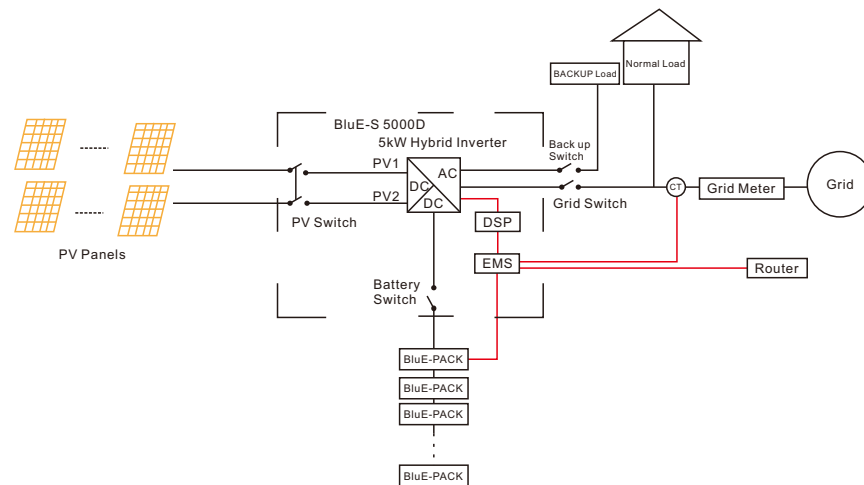 Normal Load
BACKUP Load
BluE-S 5000D
5kW Hybrid Inverter
Back up
Switch
PV1
AC
DC
DC
PV2
CT
Grid Meter
Grid
PV Switch
DSP
Grid Switch
PV Panels
EMS
Router
Battery
Switch
BluE-PACK
BluE-PACK
BluE-PACK
BluE-PACK